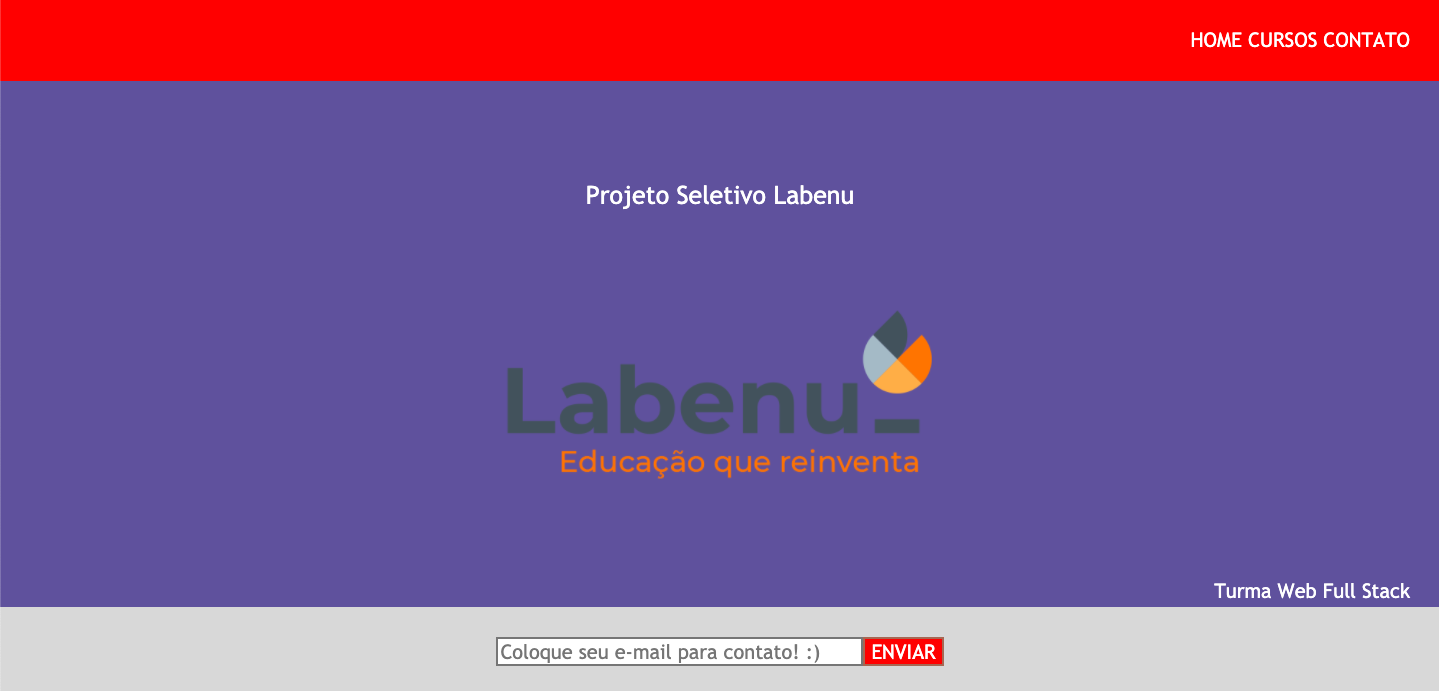 HOME CURSOS CONTATO
Projeto Seletivo Labenu
Labenu_
Educação que reinventa
Turma Web Full Stack
Coloque seu e-mail para contato! :) ENVIAR